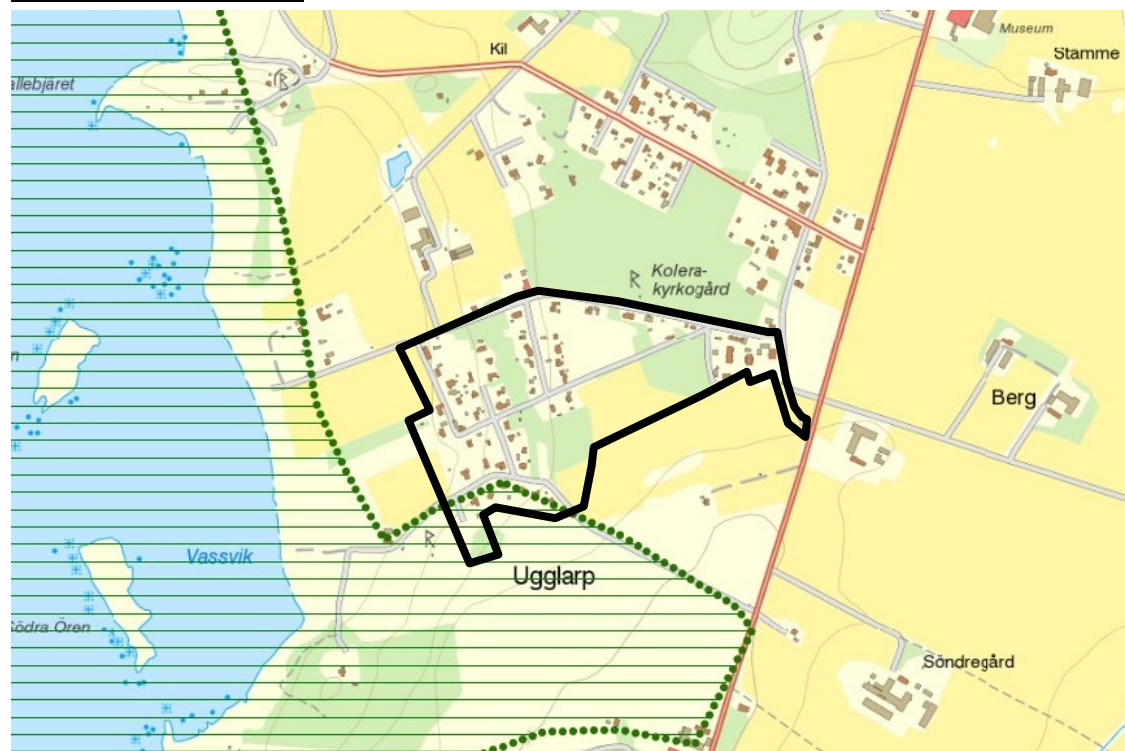 Museum
Kil
Stamme
allebjäret
Kolera-
kyrkogård
n
Berg
Vassvik
Ugglarp
Södra Ören
Söndregård